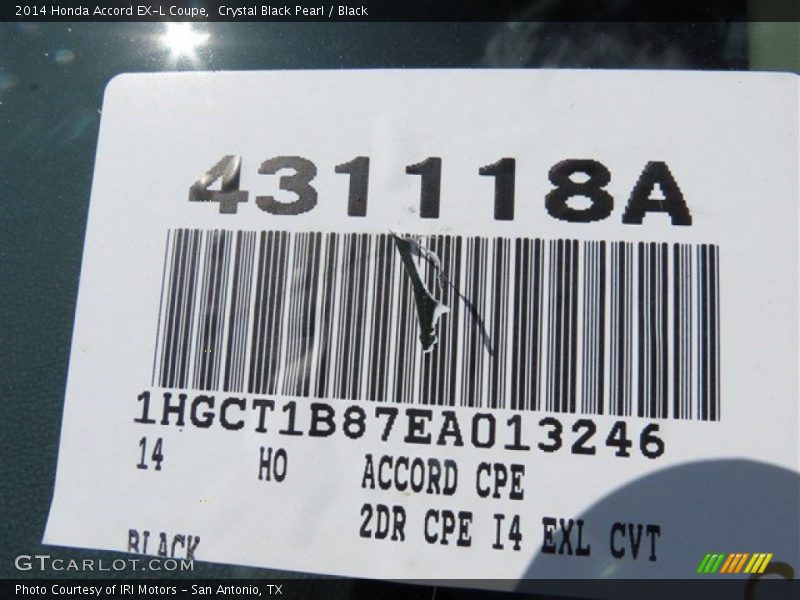 2014 Honda Accord EX-L Coupe, Crystal Black Pearl / Black
431118A
1HGCT1B87EA013246
14 HO ACCORD CPE
2DR CPE I4 EXL CVT
BLACK
GTcarlot.com
Photo Courtesy of IRI Motors - San Antonio, TX